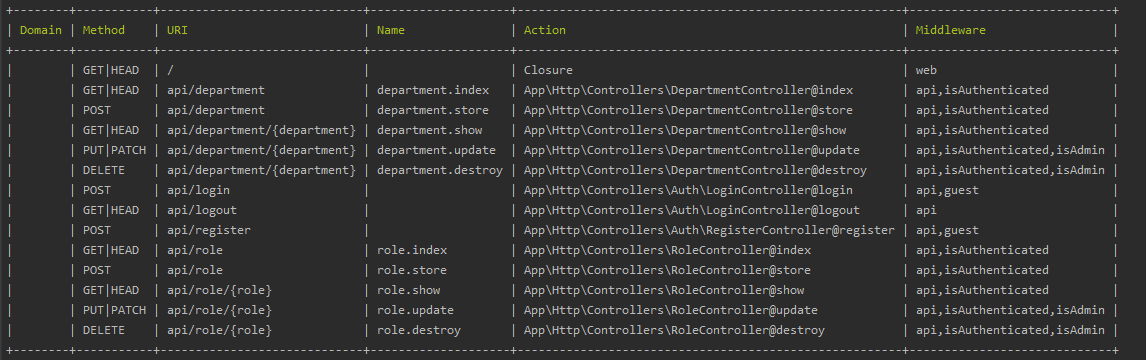 +--------+-----------+-----------------------------+--------------------+--------------------------------------------------------+------------------------------+
| Domain | Method    | URI                         | Name               | Action                                                 | Middleware                   |
+--------+-----------+-----------------------------+--------------------+--------------------------------------------------------+------------------------------+
|        | GET|HEAD  | /                           |                    | Closure                                                | web                          |
|        | GET|HEAD  | api/department              | department.index   | App\Http\Controllers\DepartmentController@index        | api,isAuthenticated          |
|        | POST      | api/department              | department.store   | App\Http\Controllers\DepartmentController@store        | api,isAuthenticated          |
|        | GET|HEAD  | api/department/{department} | department.show    | App\Http\Controllers\DepartmentController@show         | api,isAuthenticated          |
|        | PUT|PATCH | api/department/{department} | department.update  | App\Http\Controllers\DepartmentController@update       | api,isAuthenticated,isAdmin |
|        | DELETE    | api/department/{department} | department.destroy | App\Http\Controllers\DepartmentController@destroy      | api,isAuthenticated,isAdmin |
|        | POST      | api/login                   |                    | App\Http\Controllers\Auth\LoginController@login        | api,guest                    |
|        | GET|HEAD  | api/logout                  |                    | App\Http\Controllers\Auth\LoginController@logout       | api                          |
|        | POST      | api/register                |                    | App\Http\Controllers\Auth\RegisterController@register | api,guest                    |
|        | GET|HEAD  | api/role                    | role.index         | App\Http\Controllers\RoleController@index              | api,isAuthenticated          |
|        | POST      | api/role                    | role.store         | App\Http\Controllers\RoleController@store              | api,isAuthenticated          |
|        | GET|HEAD  | api/role/{role}             | role.show          | App\Http\Controllers\RoleController@show               | api,isAuthenticated          |
|        | PUT|PATCH | api/role/{role}             | role.update        | App\Http\Controllers\RoleController@update             | api,isAuthenticated,isAdmin |
|        | DELETE    | api/role/{role}             | role.destroy       | App\Http\Controllers\RoleController@destroy            | api,isAuthenticated,isAdmin |
+--------+-----------+-----------------------------+--------------------+--------------------------------------------------------+------------------------------+